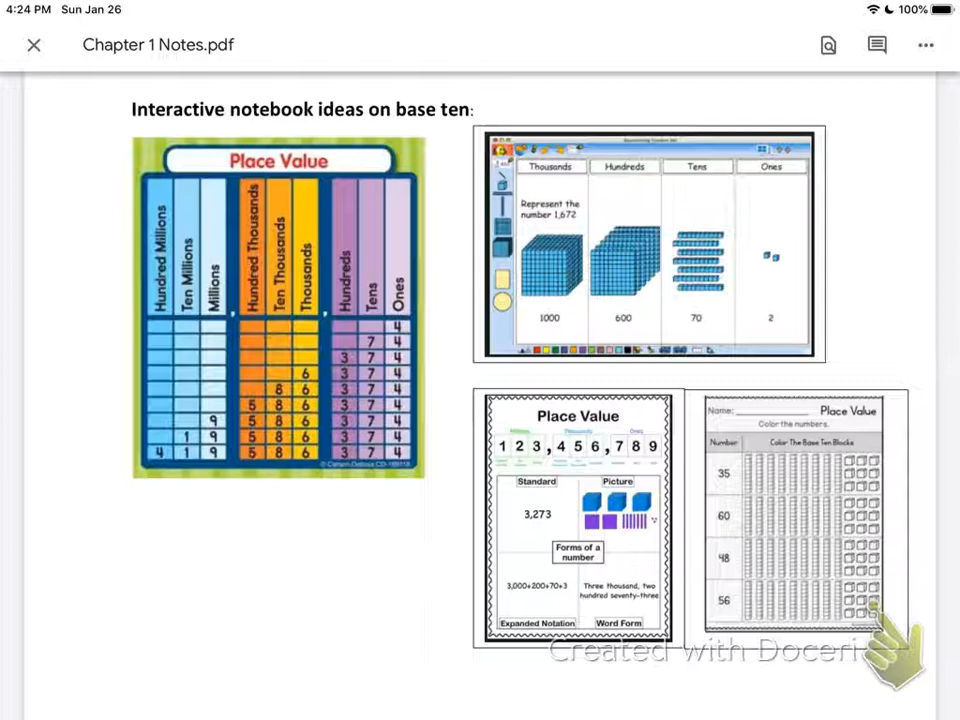 4:24 PM Sun Jan 26
100%
Chapter 1 Notes.pdf
Interactive notebook ideas on base ten:
Place Value
Hundred Millions
Ten Millions
Millions
,
Hundred Thousands
Ten Thousands
Thousands
,
Hundreds
Tens
Ones
4
7 4
3 7 4
6 3 7 4
8 6 3 7 4
5 8 6 3 7 4
9 5 8 6 3 7 4
1 9 5 8 6 3 7 4
4 1 9 5 8 6 3 7 4
Thousands Hundreds Tens Ones
Represent the
number 1,672
1000 600 70 2
Place Value
Millions Thousands Ones
1 2 3 , 4 5 6 , 7 8 9
Standard Picture
3,273
Forms of a
number
3,000+200+70+3
Three thousand, two
hundred seventy-three
Expanded Notation Word Form
Name: Place Value
Color the numbers.
Number Color The Base Ten Blocks
35
60
48
56
Created with Doceri